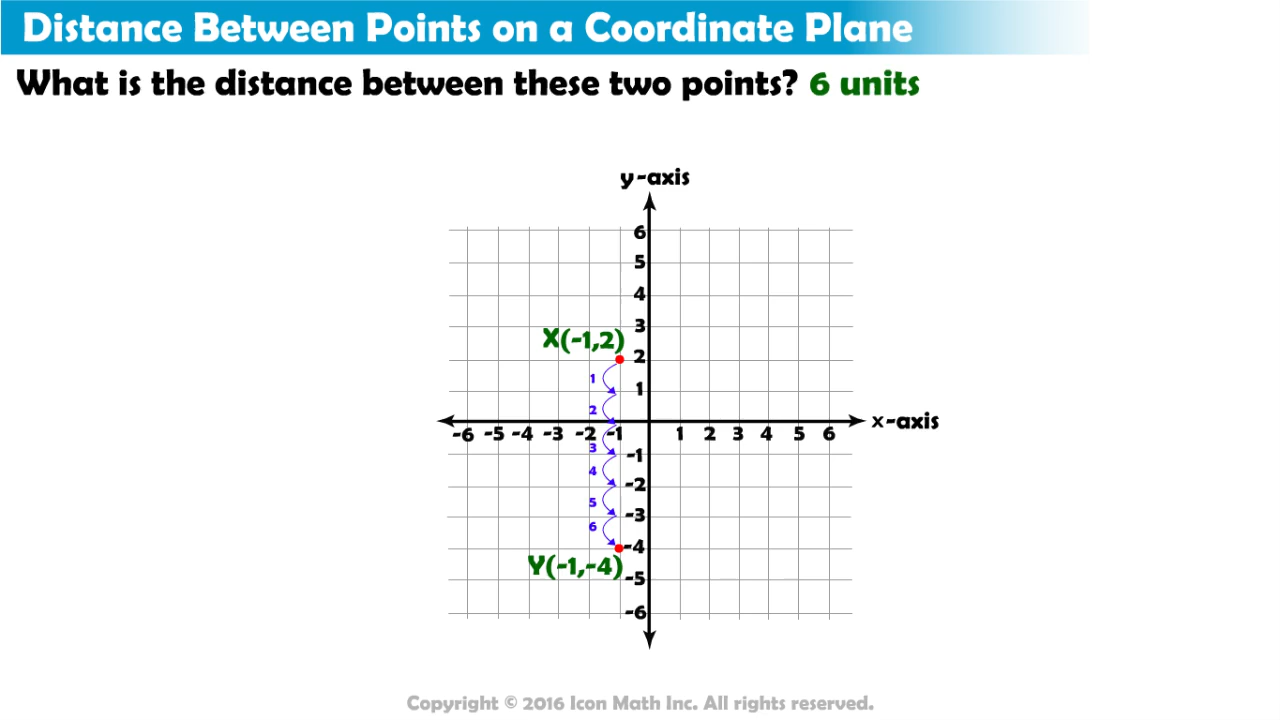 Distance Between Points on a Coordinate Plane
What is the distance between these two points? 6 units
y-axis
6
5
4
3
X(-1,2)
2
1
1
2
x-axis
-6 -5 -4 -3 -2 -1 1 2 3 4 5 6
3
-1
4
-2
5
-3
6
-4
Y(-1,-4)
-5
-6
Copyright © 2016 Icon Math Inc. All rights reserved.